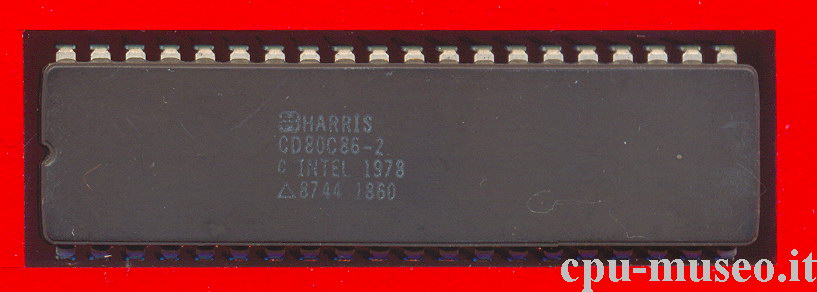 HARRIS
CD80C86-2
© INTEL 1978
△8744 1860
cpu-museo.it